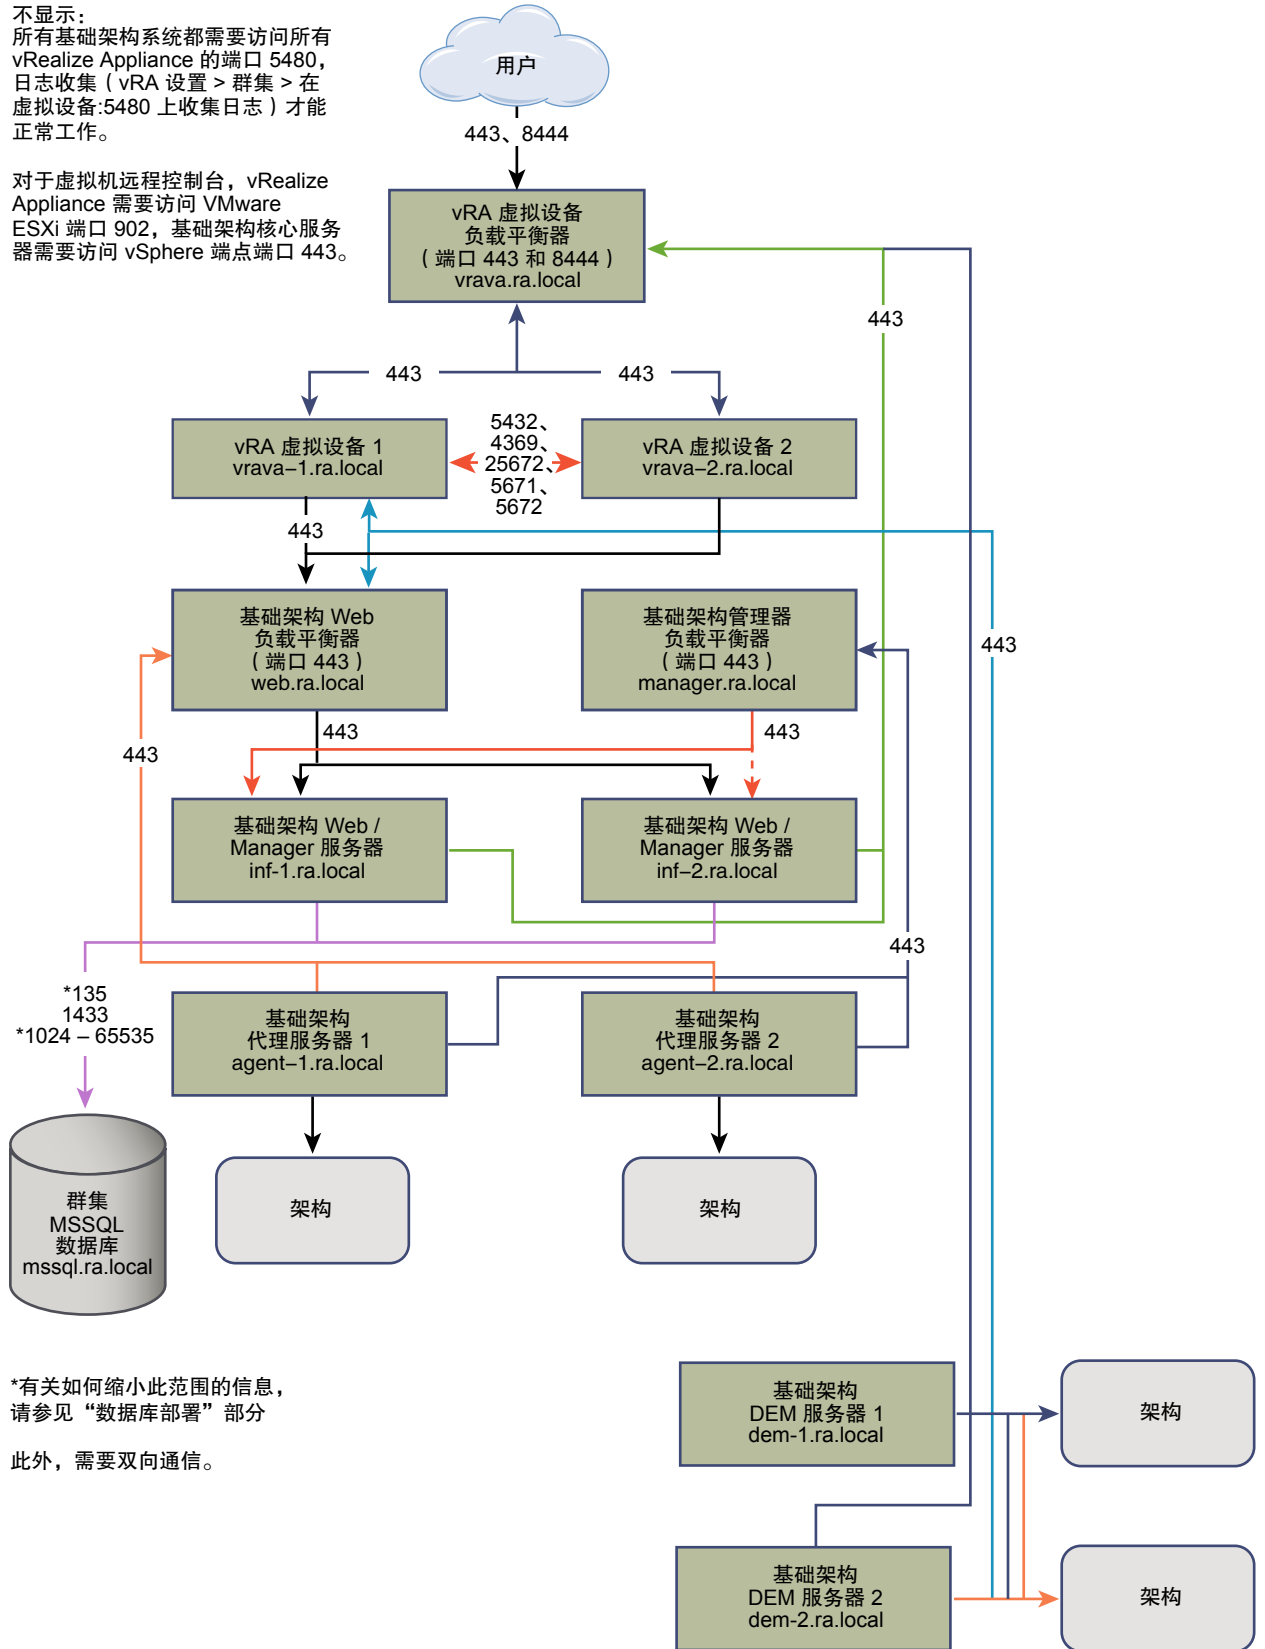 不显示：
所有基础架构系统都需要访问所有
vRealize Appliance 的端口 5480，
日志收集（vRA 设置 > 群集 > 在
虚拟设备:5480 上收集日志）才能
正常工作。
对于虚拟机远程控制台，vRealize
Appliance 需要访问 VMware
ESXi 端口 902，基础架构核心服务
器需要访问 vSphere 端点端口 443。
用户
443、8444
vRA 虚拟设备
负载平衡器
（端口 443 和 8444）
vrava.ra.local
443
443
443
vRA 虚拟设备 1
vrava–1.ra.local
5432、
4369、
25672、
5671、
5672
vRA 虚拟设备 2
vrava–2.ra.local
443
基础架构 Web
负载平衡器
（端口 443）
web.ra.local
基础架构管理器
负载平衡器
（端口 443）
manager.ra.local
443
443
443
443
基础架构 Web /
Manager 服务器
inf-1.ra.local
基础架构 Web /
Manager 服务器
inf–2.ra.local
443
*135
1433
*1024 – 65535
基础架构
代理服务器 1
agent–1.ra.local
基础架构
代理服务器 2
agent–2.ra.local
群集
MSSQL
数据库
mssql.ra.local
架构
架构
*有关如何缩小此范围的信息，
请参见“数据库部署”部分
此外，需要双向通信。
基础架构
DEM 服务器 1
dem-1.ra.local
架构
基础架构
DEM 服务器 2
dem-2.ra.local
架构